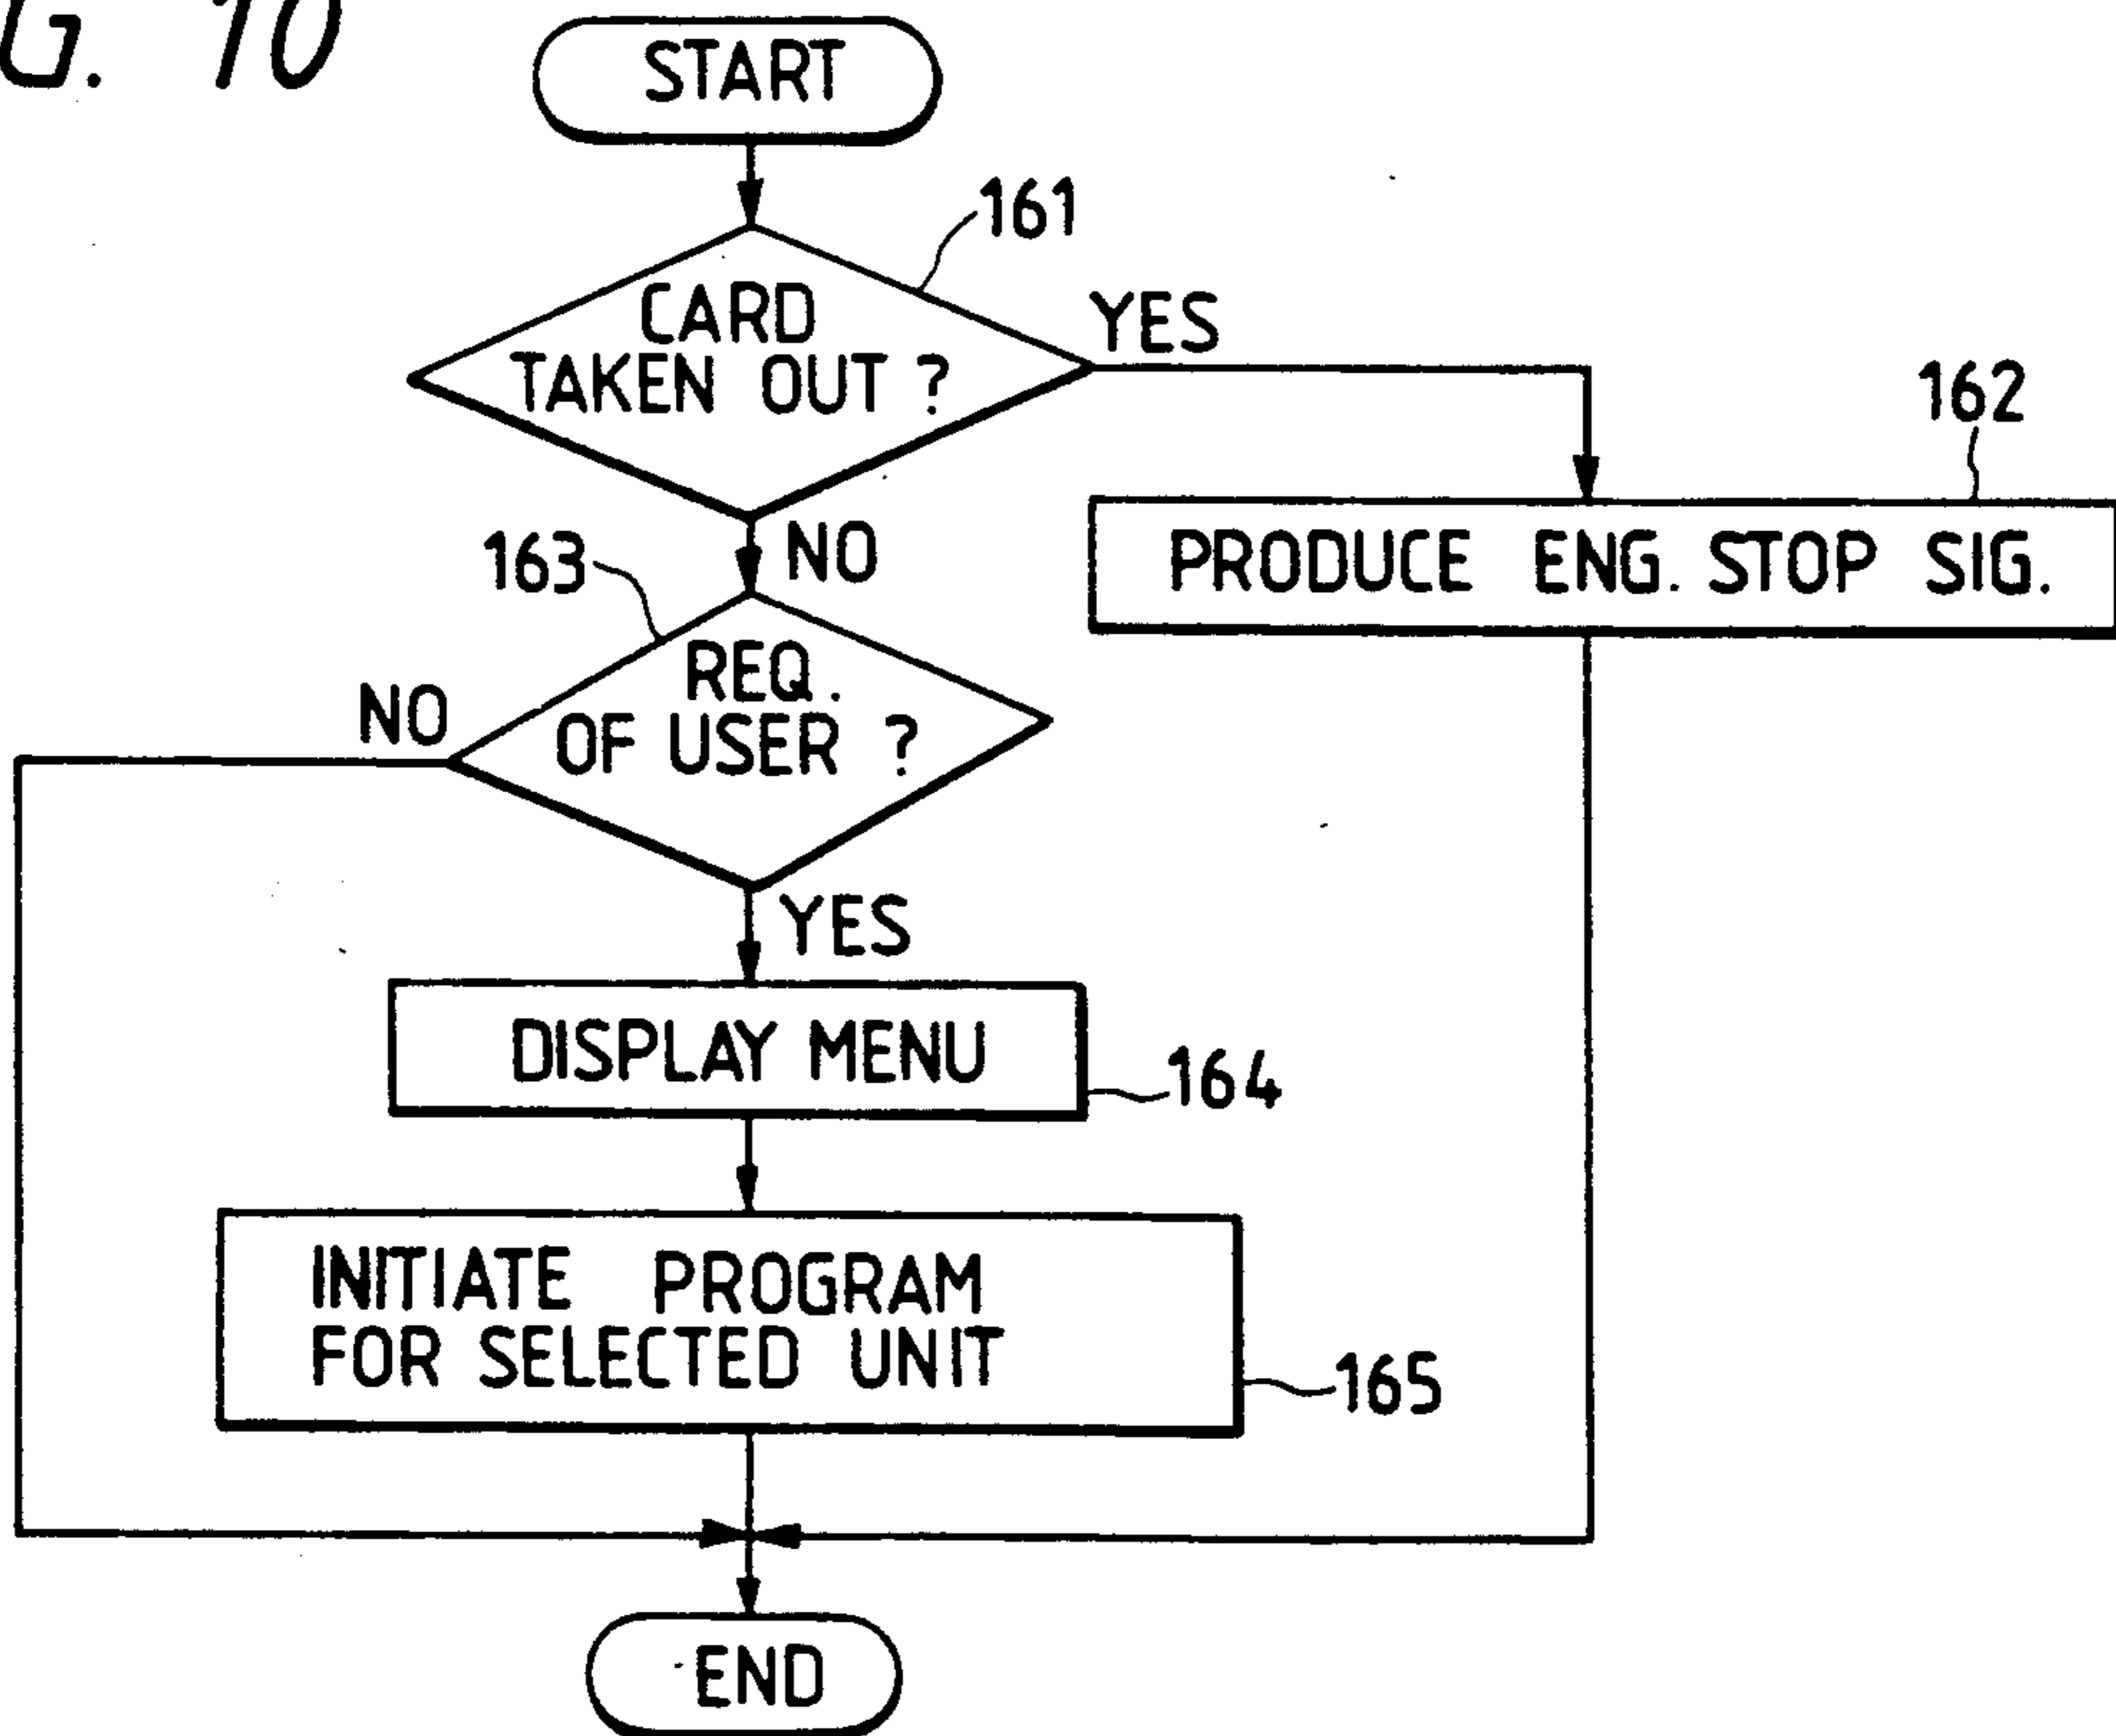 G. 10
START
161
CARD
TAKEN OUT ?
YES
162
PRODUCE ENG. STOP SIG.
NO
163
REQ.
OF USER ?
NO
YES
DISPLAY MENU
164
INITIATE PROGRAM
FOR SELECTED UNIT
165
END